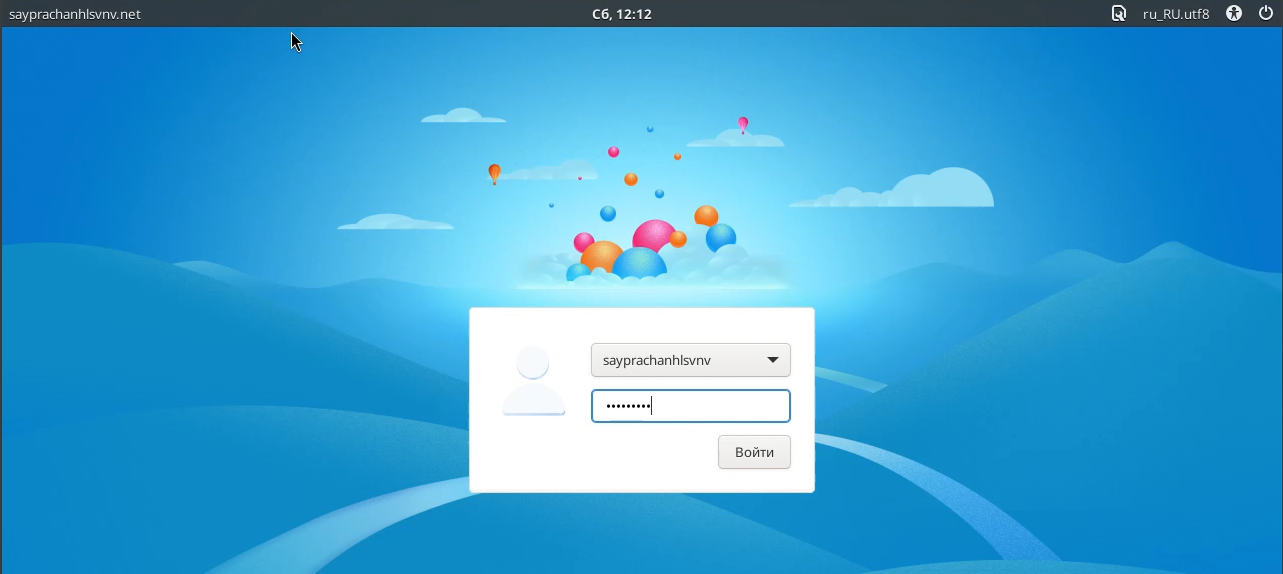 sayprachanhlsvnv.net
Сб, 12:12
ru_RU.utf8
sayprachanhlsvnv
•••••••••
Войти